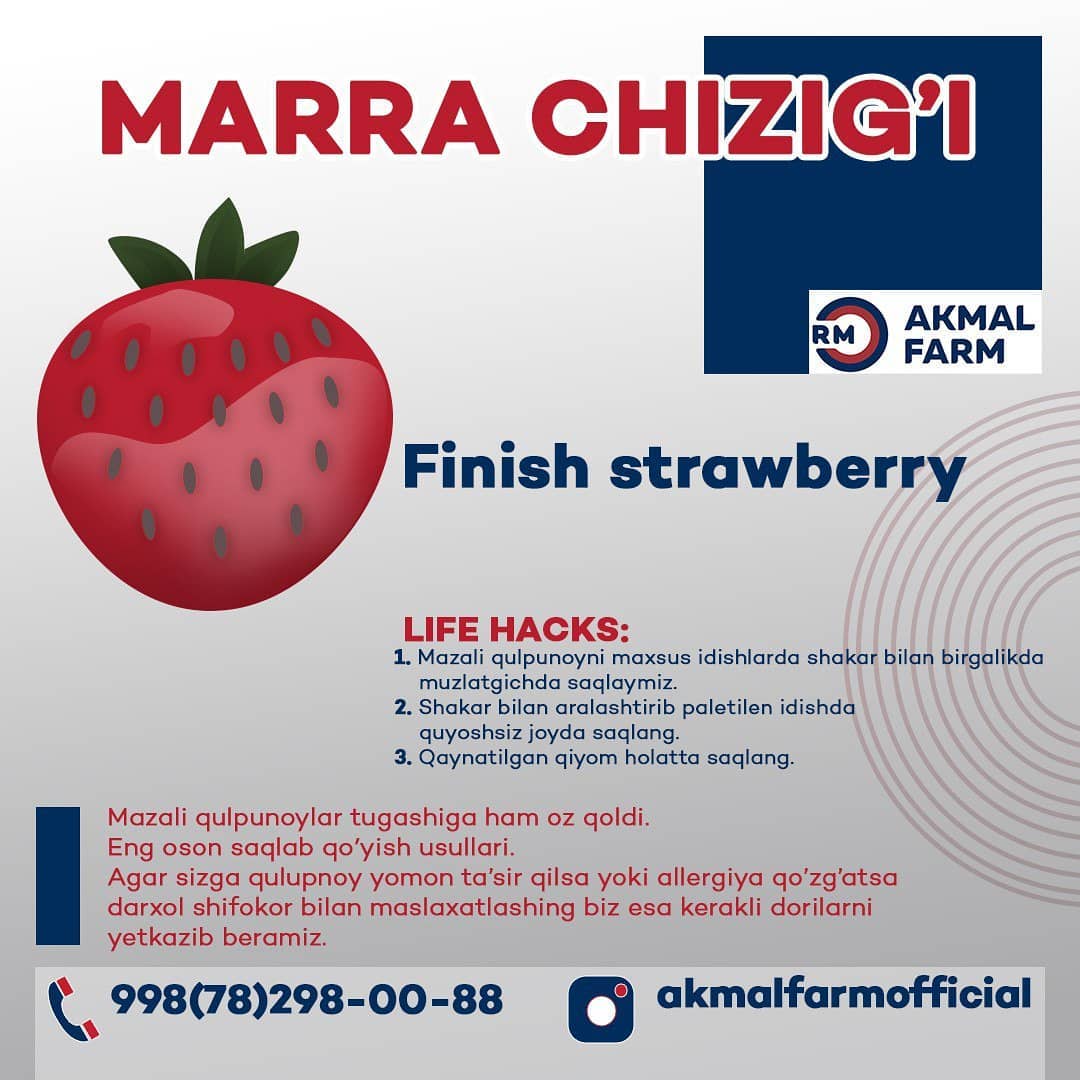 MARRA CHIZIG'I
RM
AKMAL
FARM
Finish strawberry
LIFE HACKS:
1. Mazali qulpunoyni maxsus idishlarda shakar bilan birgalikda
muzlatgichda saqlaymiz.
2. Shakar bilan aralashtirib paletilen idishda
quyoshsiz joyda saqlang.
3. Qaynatilgan qiyom holatta saqlang.
Mazali qulpunoylar tugashiga ham oz qoldi.
Eng oson saqlab qo'yish usullari.
Agar sizga qulupnoy yomon ta'sir qilsa yoki allergiya qo'zg'atsa
darxol shifokor bilan maslaxatlashing biz esa kerakli dorilarni
yetkazib beramiz.
998(78)298-00-88
akmalfarmofficial